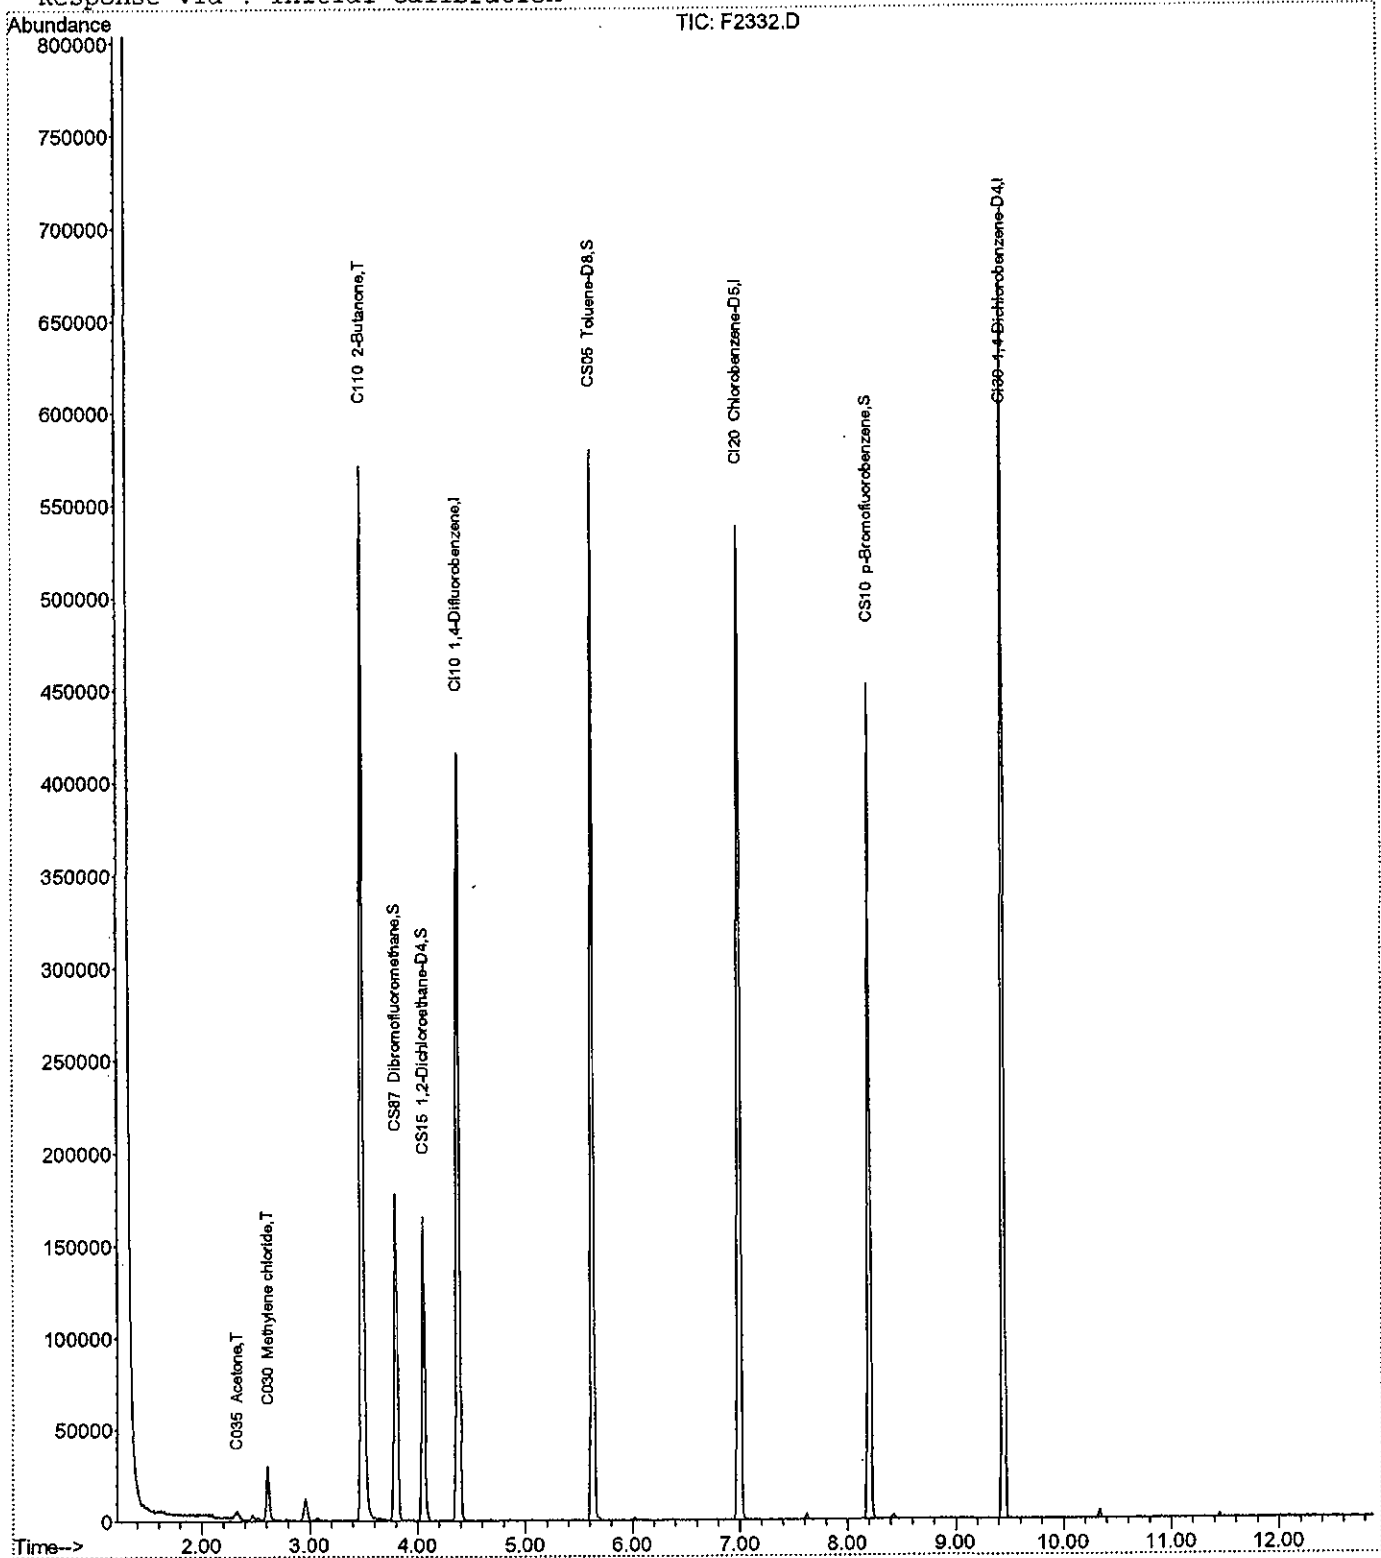 Response via : Initial Calibration
Abundance
TIC: F2332.D
800000
750000
700000
650000
600000
550000
500000
450000
400000
350000
300000
250000
200000
150000
100000
50000
0
C035 Acetone,T
C030 Methylene chloride,T
C110 2-Butanone,T
CS87 Dibromofluoromethane,S
CS15 1,2-Dichloroethane-D4,S
CI10 1,4-Difluorobenzene,I
CS05 Toluene-D8,S
CI20 Chlorobenzene-D5,I
CS10 p-Bromofluorobenzene,S
CI30 1,4-Dichlorobenzene-D4,I
Time--> 2.00 3.00 4.00 5.00 6.00 7.00 8.00 9.00 10.00 11.00 12.00